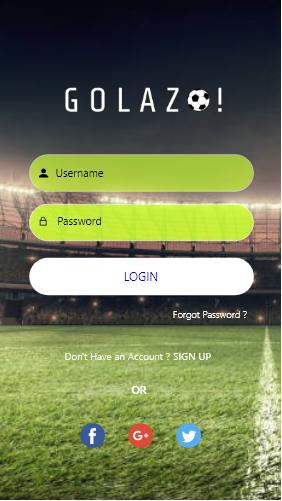 GOLAZO!
Username
Password
LOGIN
Forgot Password ?
Don't Have an Account ? SIGN UP
OR
f
G+